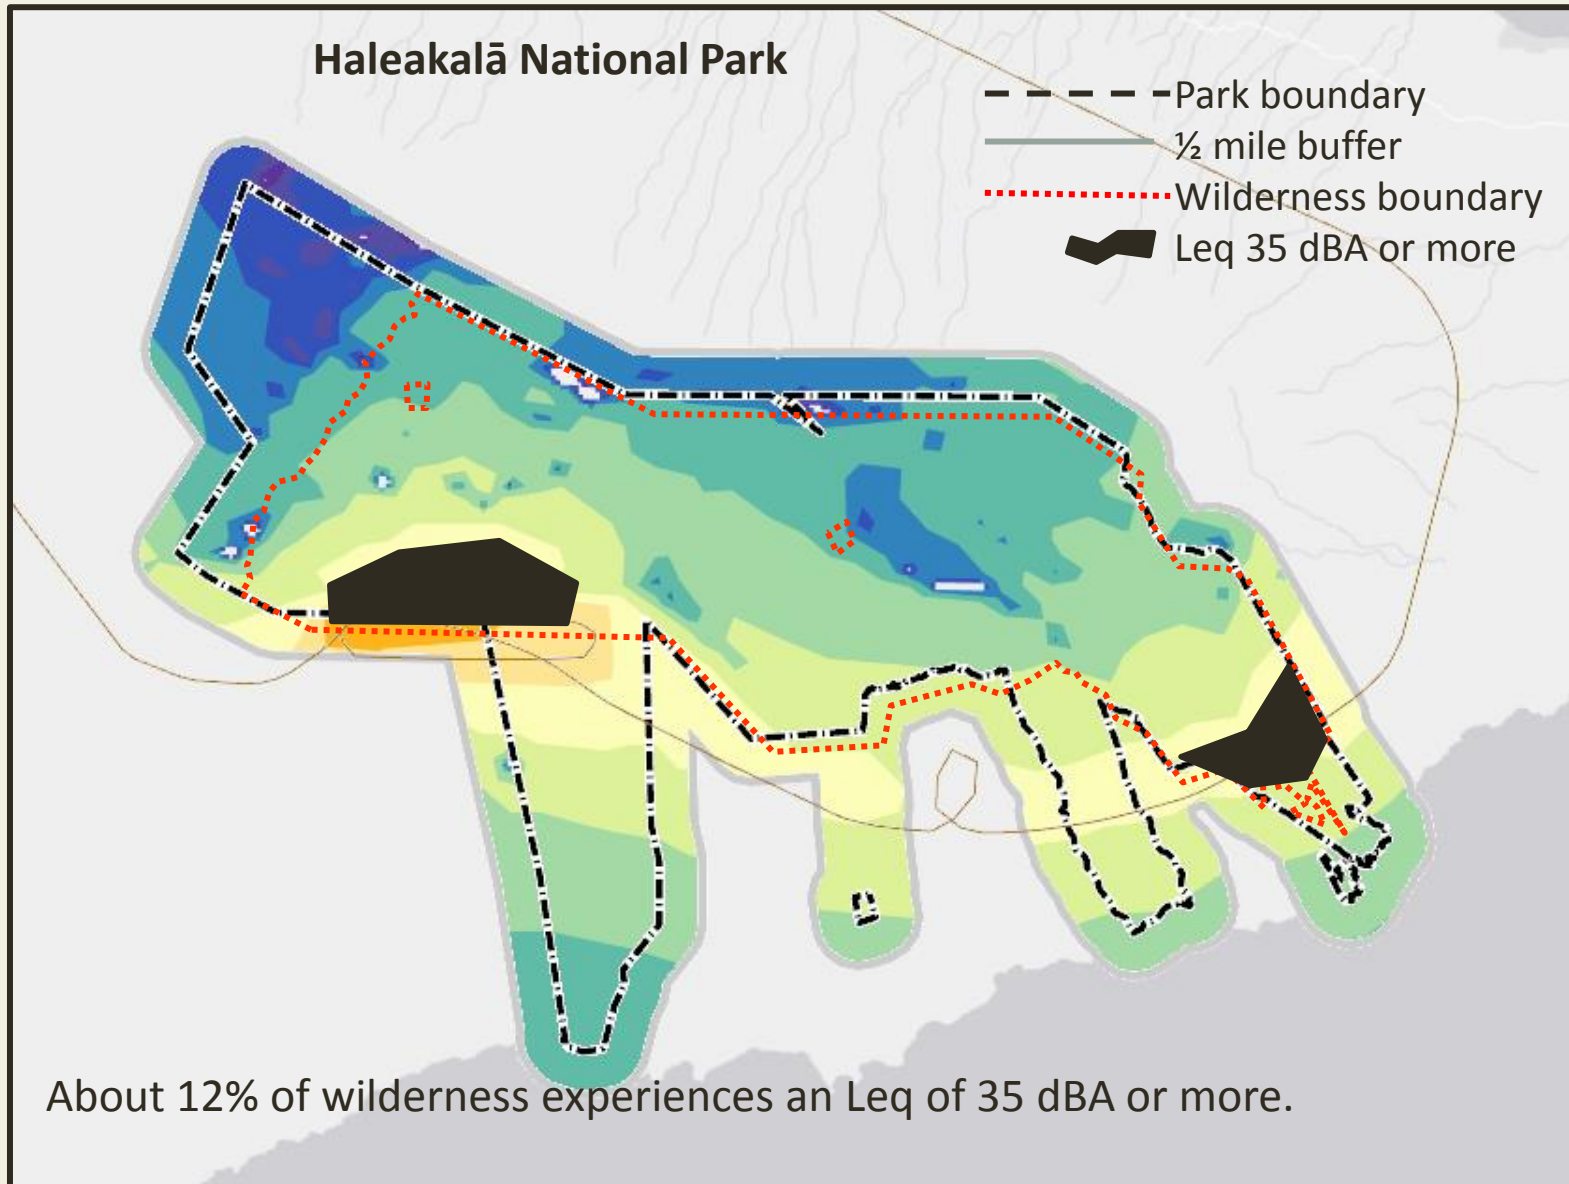 Haleakalā National Park
Park boundary
½ mile buffer
Wilderness boundary
Leq 35 dBA or more
About 12% of wilderness experiences an Leq of 35 dBA or more.